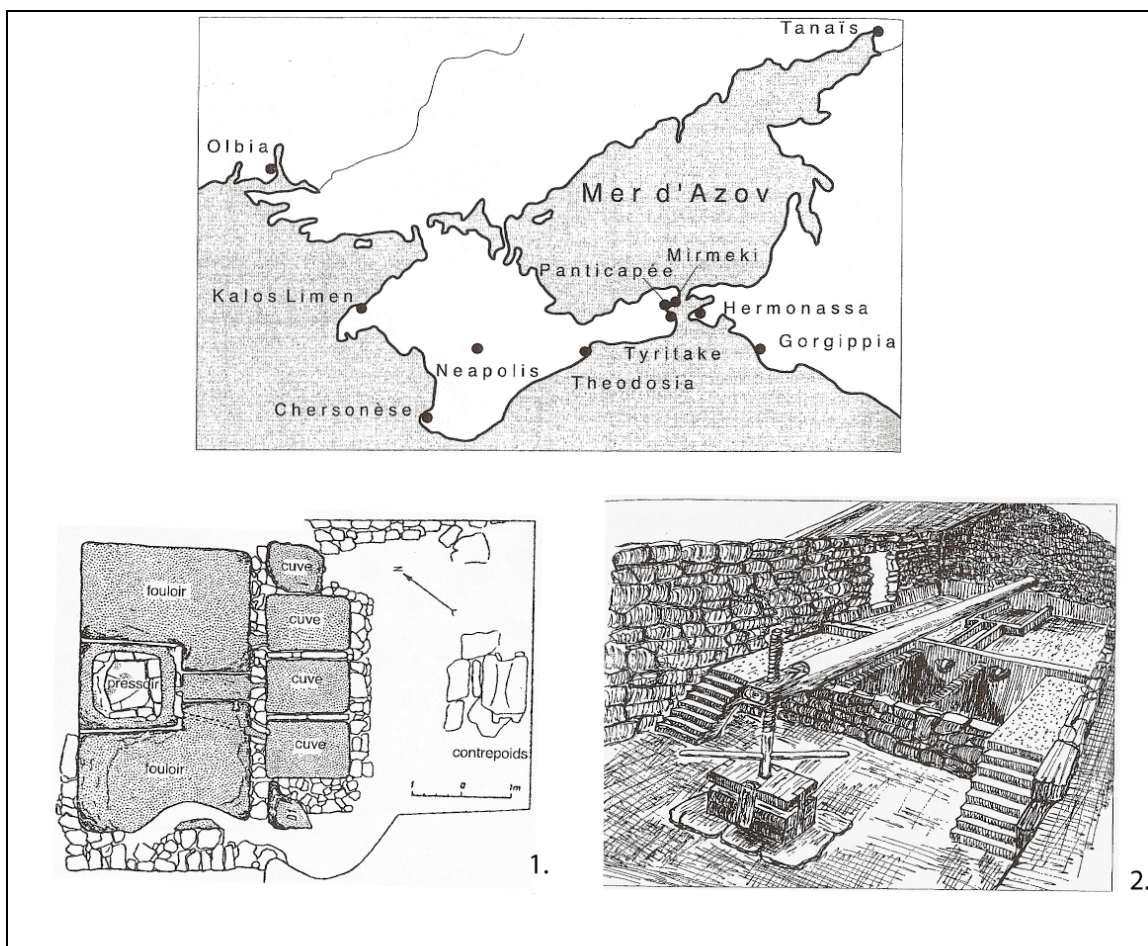 Tanaïs
Olbia
Mer d'Azov
Mirmeki
Panticapée
Kalos Limen
Hermonassa
Gorgippia
Tyritake
Neapolis
Theodosia
Chersonèse
cuve
fouloir
N
cuve
pressoir
cuve
cuve
fouloir
contrepoids
1 0 1m
1.
2.